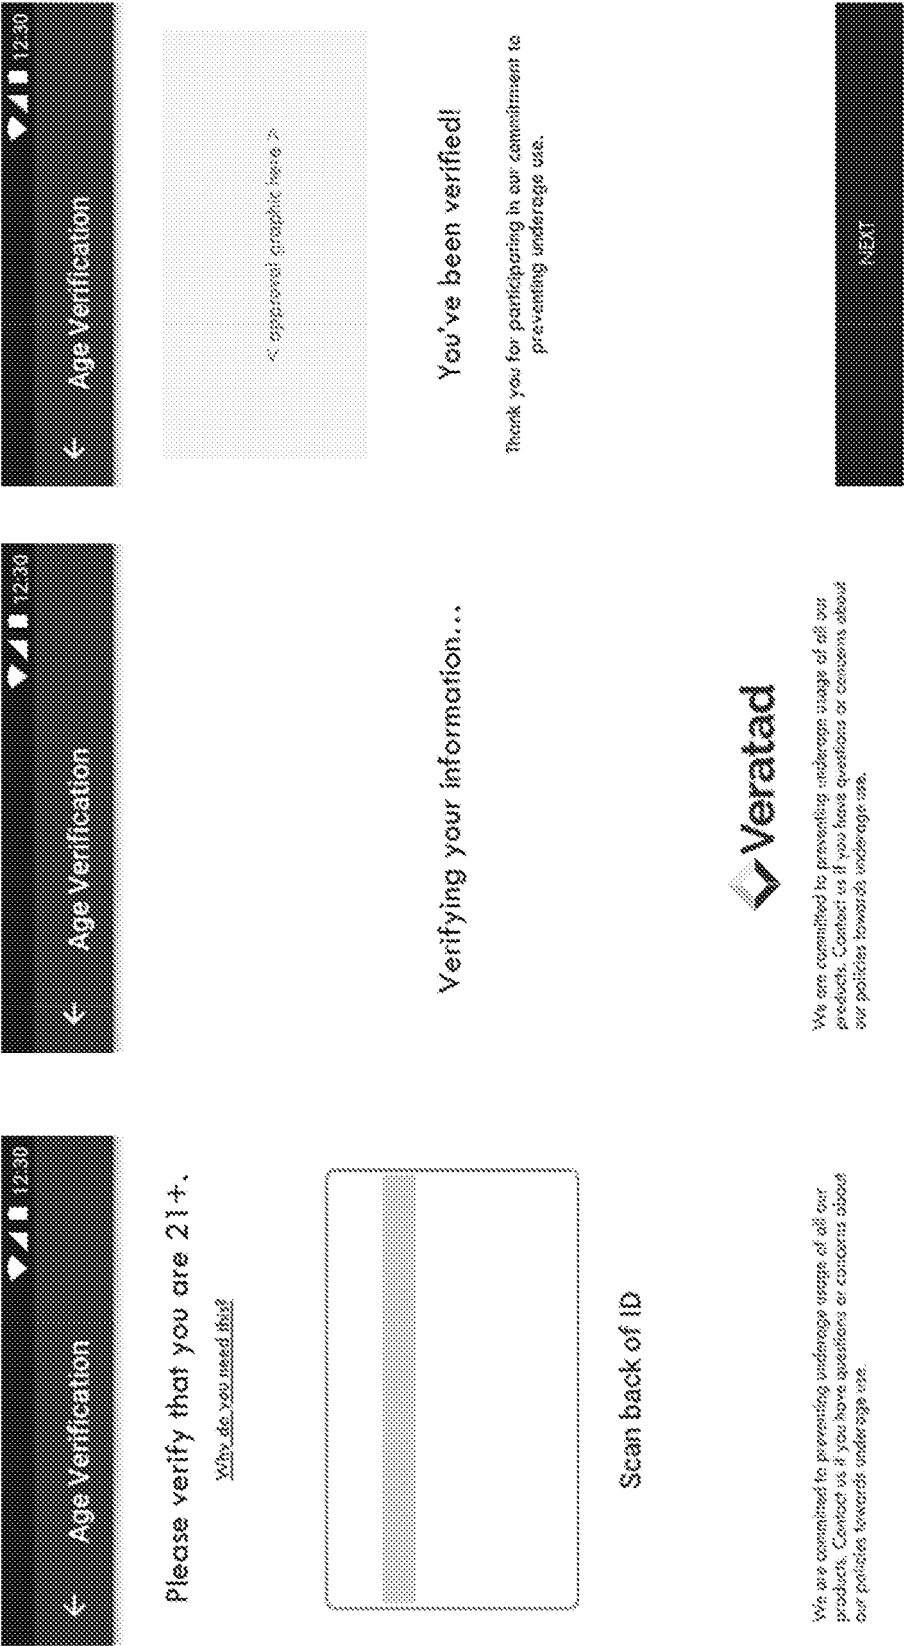 12:30
← Age Verification
Please verify that you are 21+.
Why do you need this?
Scan back of ID
We are committed to preventing underage usage of all our
products. Contact us if you have questions or concerns about
our policies towards underage use.
12:30
← Age Verification
Verifying your information...
Veratad
We are committed to preventing underage usage of all our
products. Contact us if you have questions or concerns about
our policies towards underage use.
12:30
← Age Verification
< approval graphic here >
You've been verified!
Thank you for participating in our commitment to
preventing underage use.
NEXT